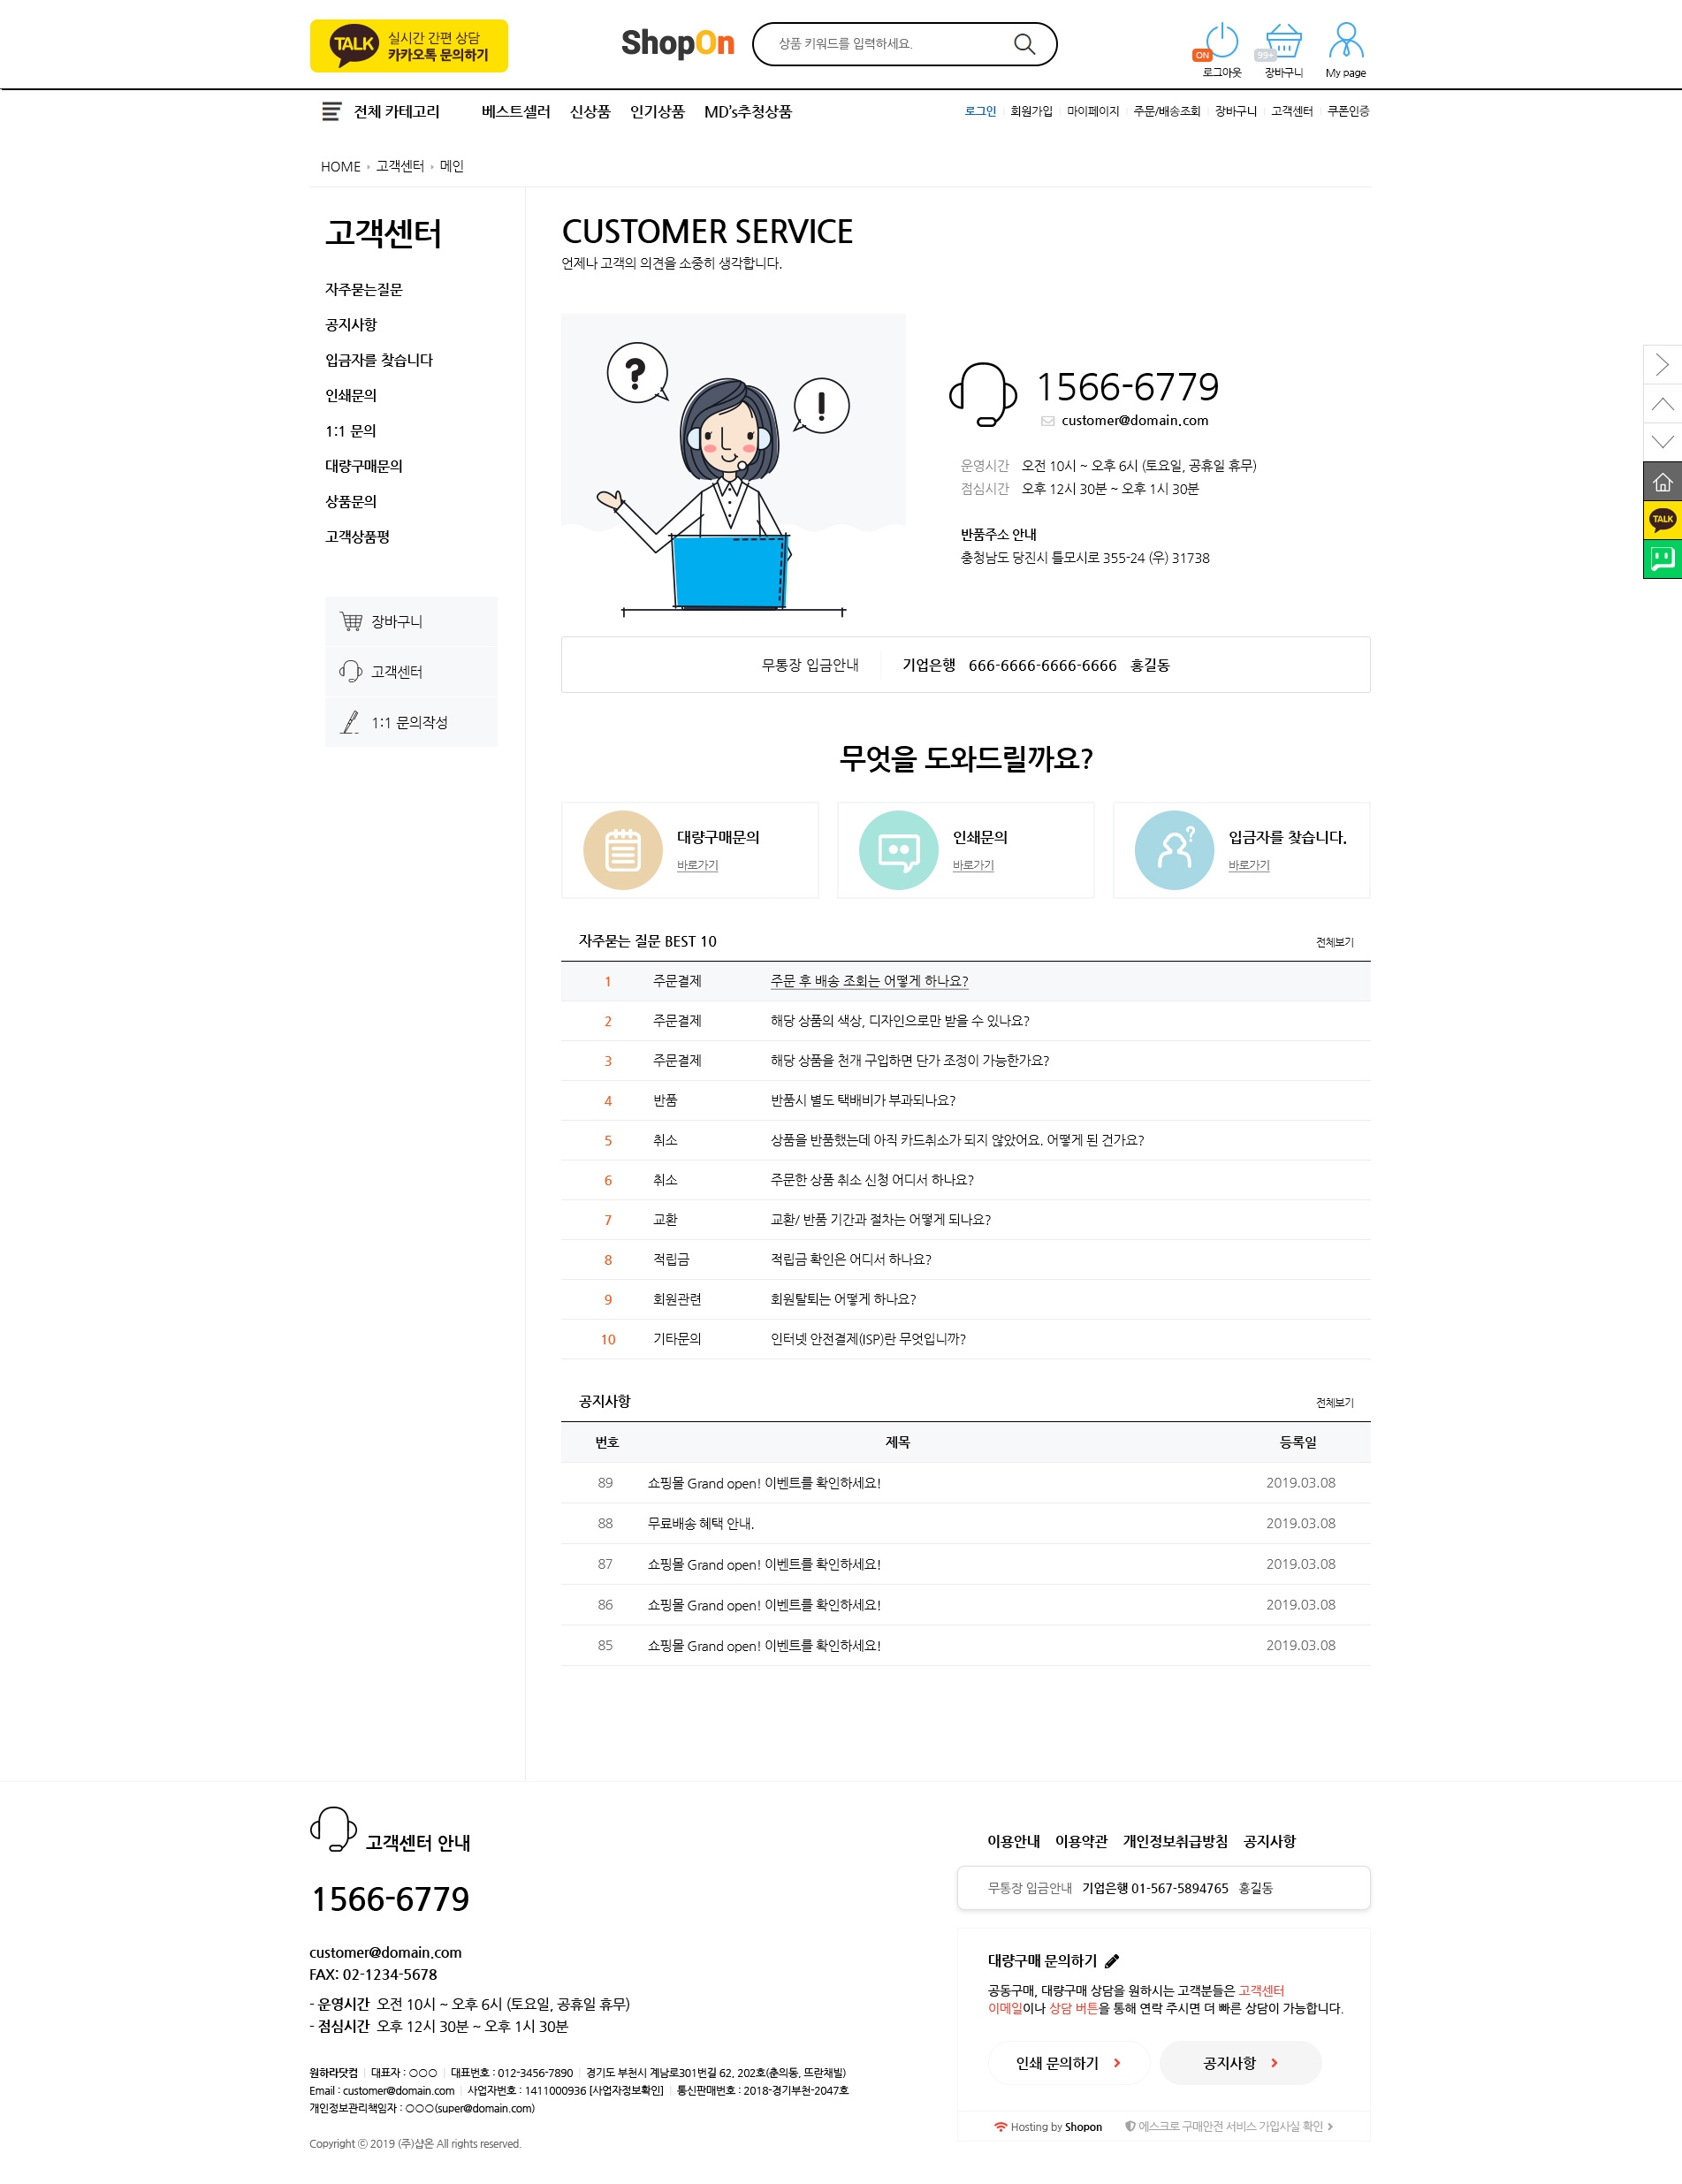 TALK 실시간 간편 상담
카카오톡 문의하기
ShopOn
상품 키워드를 입력하세요.
ON
로그아웃
99+
장바구니
My page
전체 카테고리 베스트셀러 신상품 인기상품 MD's추청상품
로그인 회원가입 마이페이지 주문/배송조회 장바구니 고객센터 쿠폰인증
HOME 고객센터 메인
고객센터
자주묻는질문
공지사항
입금자를 찾습니다
인쇄문의
1:1 문의
대량구매문의
상품문의
고객상품평
장바구니
고객센터
1:1 문의작성
CUSTOMER SERVICE
언제나 고객의 의견을 소중히 생각합니다.
?
!
1566-6779
customer@domain.com
운영시간 오전 10시 ~ 오후 6시 (토요일, 공휴일 휴무)
점심시간 오후 12시 30분 ~ 오후 1시 30분
반품주소 안내
충청남도 당진시 틀모시로 355-24 (우) 31738
TALK
무통장 입금안내 기업은행 666-6666-6666-6666 홍길동
무엇을 도와드릴까요?
대량구매문의
바로가기
인쇄문의
바로가기
입금자를 찾습니다.
바로가기
자주묻는 질문 BEST 10 전체보기
1 주문결제 주문 후 배송 조회는 어떻게 하나요?
2 주문결제 해당 상품의 색상, 디자인으로만 받을 수 있나요?
3 주문결제 해당 상품을 천개 구입하면 단가 조정이 가능한가요?
4 반품 반품시 별도 택배비가 부과되나요?
5 취소 상품을 반품했는데 아직 카드취소가 되지 않았어요. 어떻게 된 건가요?
6 취소 주문한 상품 취소 신청 어디서 하나요?
7 교환 교환/ 반품 기간과 절차는 어떻게 되나요?
8 적립금 적립금 확인은 어디서 하나요?
9 회원관련 회원탈퇴는 어떻게 하나요?
10 기타문의 인터넷 안전결제(ISP)란 무엇입니까?
공지사항 전체보기
번호 제목 등록일
89 쇼핑몰 Grand open! 이벤트를 확인하세요! 2019.03.08
88 무료배송 혜택 안내. 2019.03.08
87 쇼핑몰 Grand open! 이벤트를 확인하세요! 2019.03.08
86 쇼핑몰 Grand open! 이벤트를 확인하세요! 2019.03.08
85 쇼핑몰 Grand open! 이벤트를 확인하세요! 2019.03.08
고객센터 안내
1566-6779
customer@domain.com
FAX: 02-1234-5678
- 운영시간 오전 10시 ~ 오후 6시 (토요일, 공휴일 휴무)
- 점심시간 오후 12시 30분 ~ 오후 1시 30분
원하라닷컴 | 대표자 : ○○○ | 대표번호 : 012-3456-7890 | 경기도 부천시 계남로301번길 62, 202호(춘의동, 뜨란채빌)
Email : customer@domain.com | 사업자번호 : 1411000936 [사업자정보확인] | 통신판매번호 : 2018-경기부천-2047호
개인정보관리책임자 : ○○○(super@domain.com)
Copyright ⓒ 2019 (주)샵온 All rights reserved.
이용안내 이용약관 개인정보취급방침 공지사항
무통장 입금안내 기업은행 01-567-5894765 홍길동
대량구매 문의하기
공동구매, 대량구매 상담을 원하시는 고객분들은 고객센터
이메일이나 상담 버튼을 통해 연락 주시면 더 빠른 상담이 가능합니다.
인쇄 문의하기
공지사항
Hosting by Shopon
에스크로 구매안전 서비스 가입사실 확인